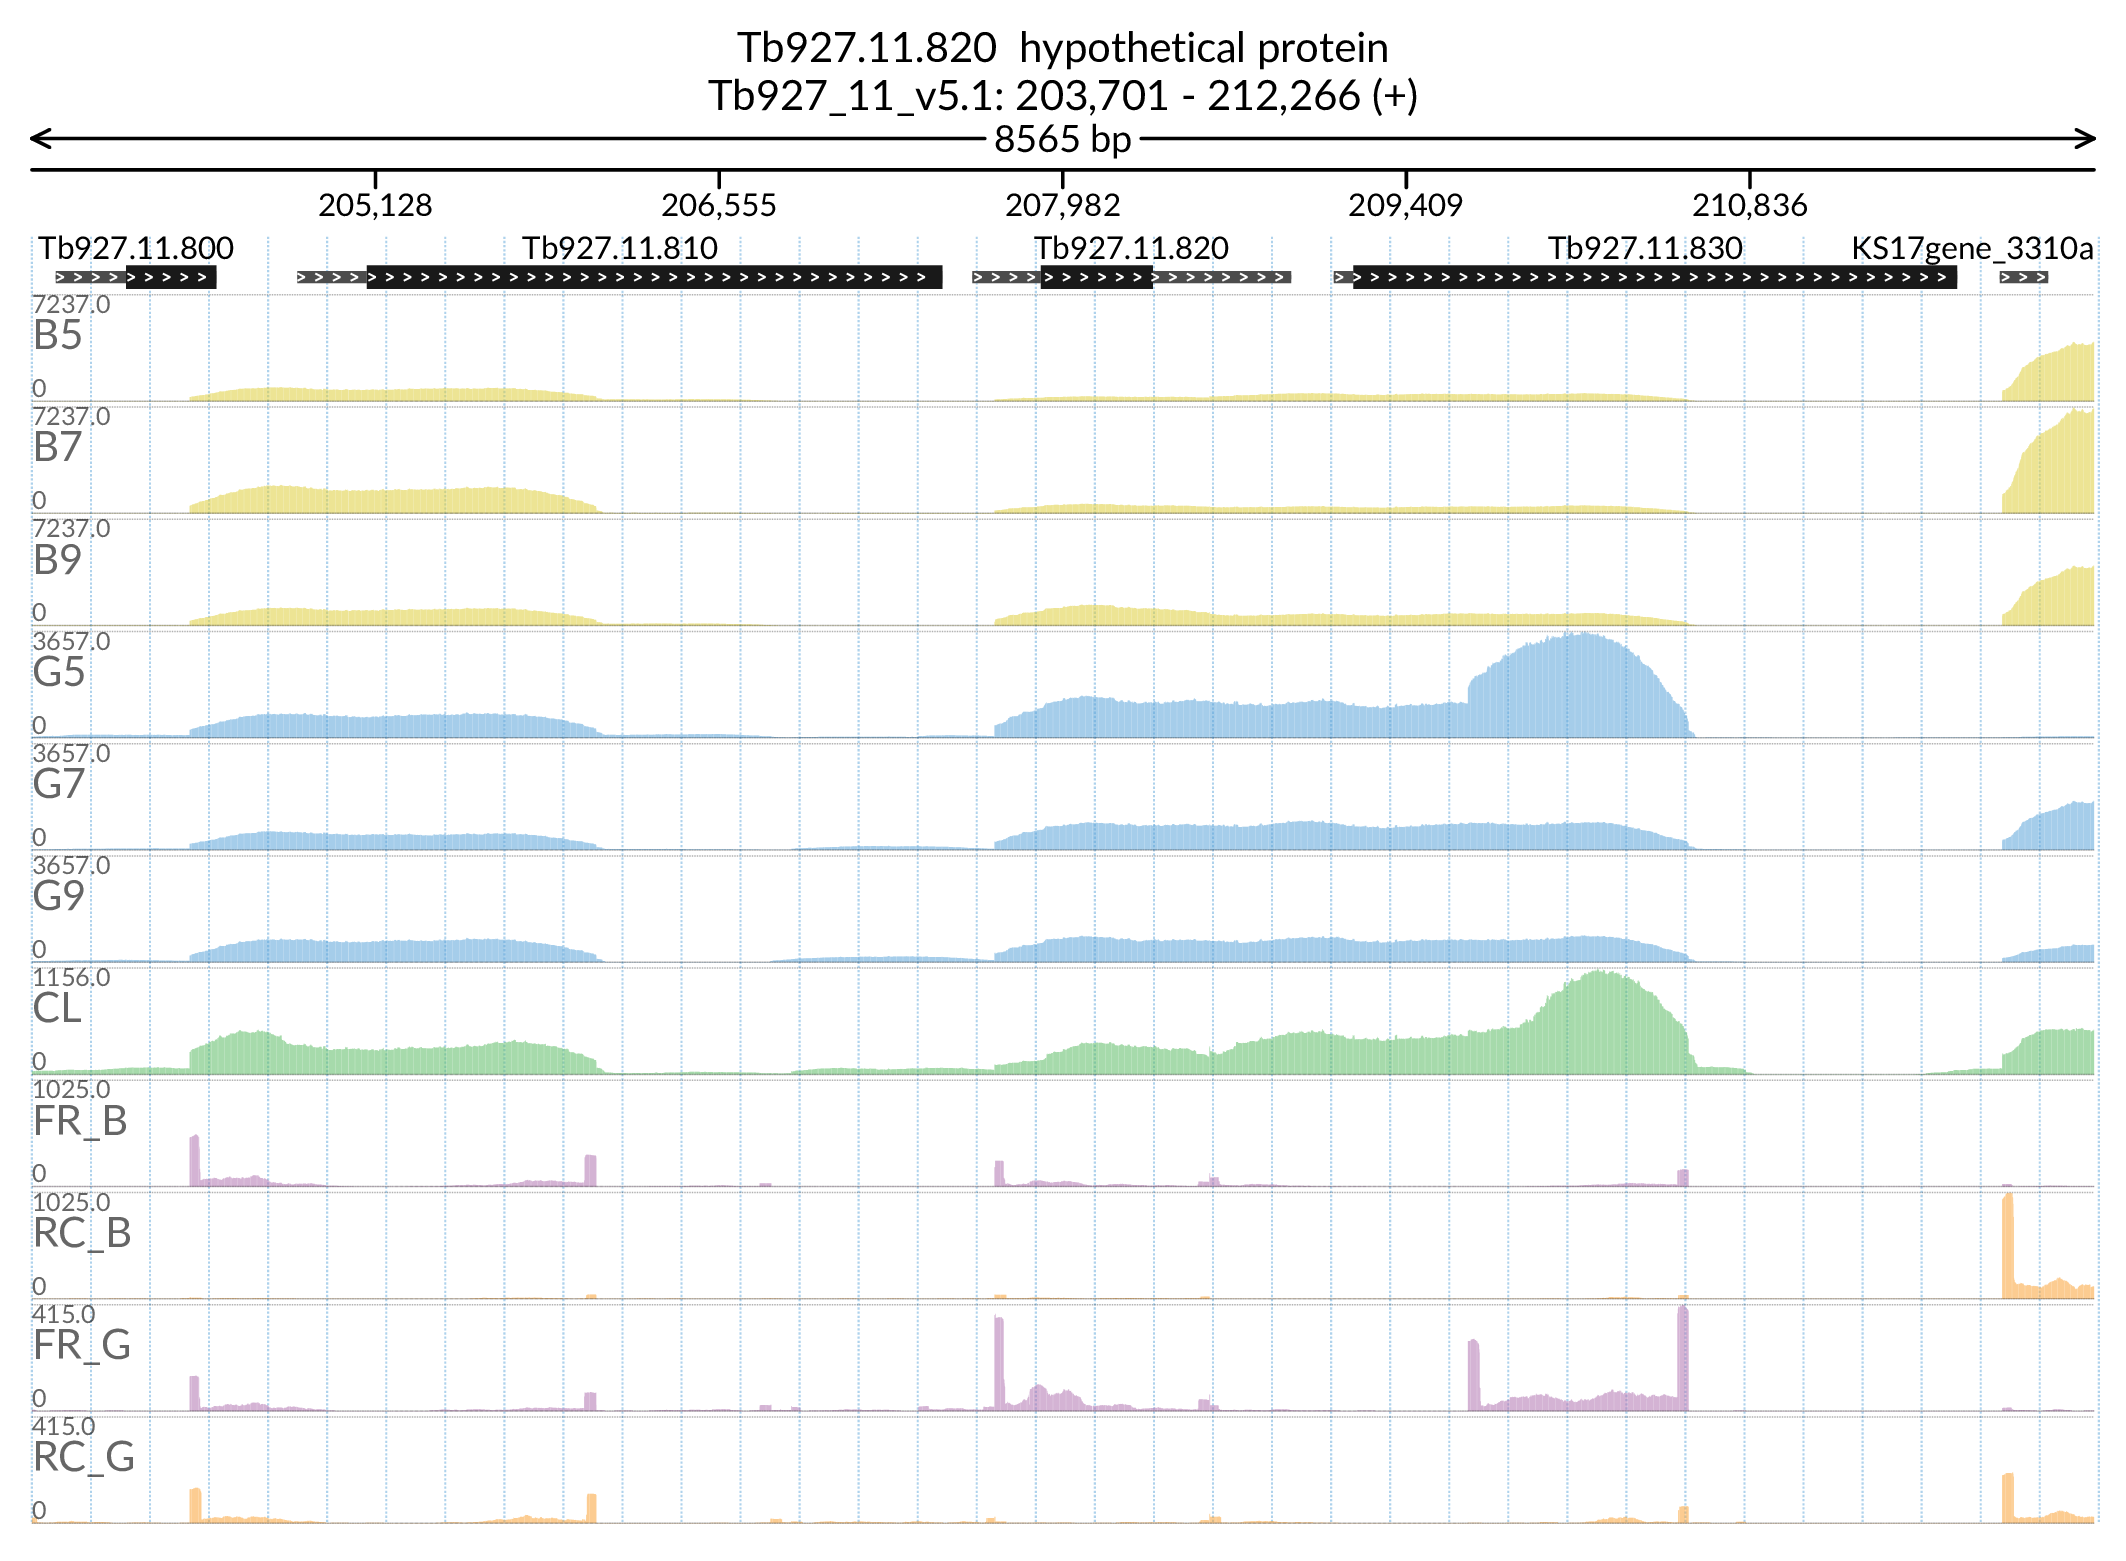 Tb927.11.820  hypothetical protein
Tb927_11_v5.1: 203,701 - 212,266 (+)
8565 bp
205,128 206,555 207,982 209,409 210,836
Tb927.11.800 Tb927.11.810 Tb927.11.820 Tb927.11.830 KS17gene_3310a
7237.0
B5
0
7237.0
B7
0
7237.0
B9
0
3657.0
G5
0
3657.0
G7
0
3657.0
G9
0
1156.0
CL
0
1025.0
FR_B
0
1025.0
RC_B
0
415.0
FR_G
0
415.0
RC_G
0